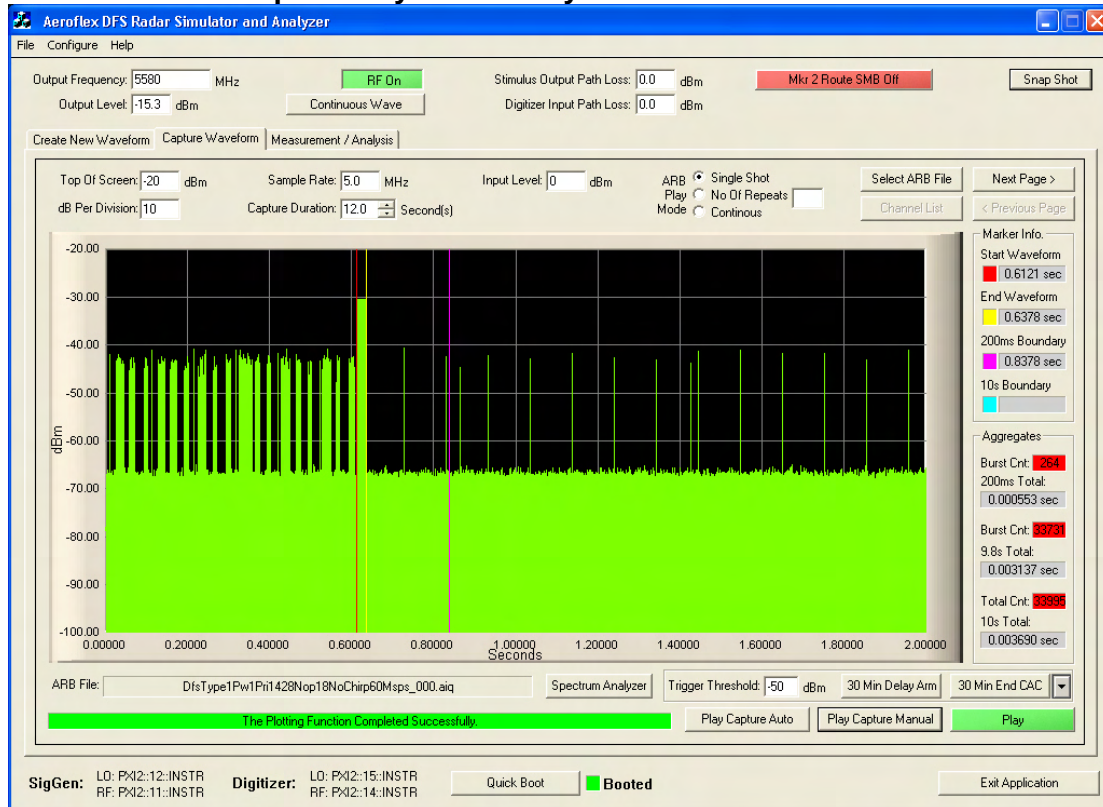 Aeroflex DFS Radar Simulator and Analyzer
File Configure Help
Output Frequency: 5580 MHz RF On Stimulus Output Path Loss: 0.0 dBm Mkr 2 Route SMB Off Snap Shot
Output Level: -15.3 dBm Continuous Wave Digitizer Input Path Loss: 0.0 dBm
Create New Waveform Capture Waveform Measurement / Analysis
Top Of Screen: -20 dBm Sample Rate: 5.0 MHz Input Level: 0 dBm ARB Play Mode Single Shot Select ARB File Next Page >
No Of Repeats
dB Per Division: 10 Capture Duration: 12.0 Second(s) Continous Channel List < Previous Page
Marker Info.
Start Waveform
0.6121 sec
End Waveform
0.6378 sec
200ms Boundary
0.8378 sec
10s Boundary
Aggregates
Burst Cnt: 264
200ms Total:
0.000553 sec
Burst Cnt: 33731
9.8s Total:
0.003137 sec
Total Cnt: 33995
10s Total:
0.003690 sec
-20.00
-30.00
-40.00
-50.00
-60.00
-70.00
-80.00
-90.00
-100.00
dBm
0.00000 0.20000 0.40000 0.60000 0.80000 1.00000 1.20000 1.40000 1.60000 1.80000 2.00000
Seconds
ARB File: DfsType1Pw1Pri1428Nop18NoChirp60Msps_000.aiq Spectrum Analyzer Trigger Threshold: -50 dBm 30 Min Delay Arm 30 Min End CAC
The Plotting Function Completed Successfully. Play Capture Auto Play Capture Manual Play
SigGen: LO: PXI2::12::INSTR Digitizer: LO: PXI2::15::INSTR Quick Boot Booted Exit Application
RF: PXI2::11::INSTR RF: PXI2::14::INSTR